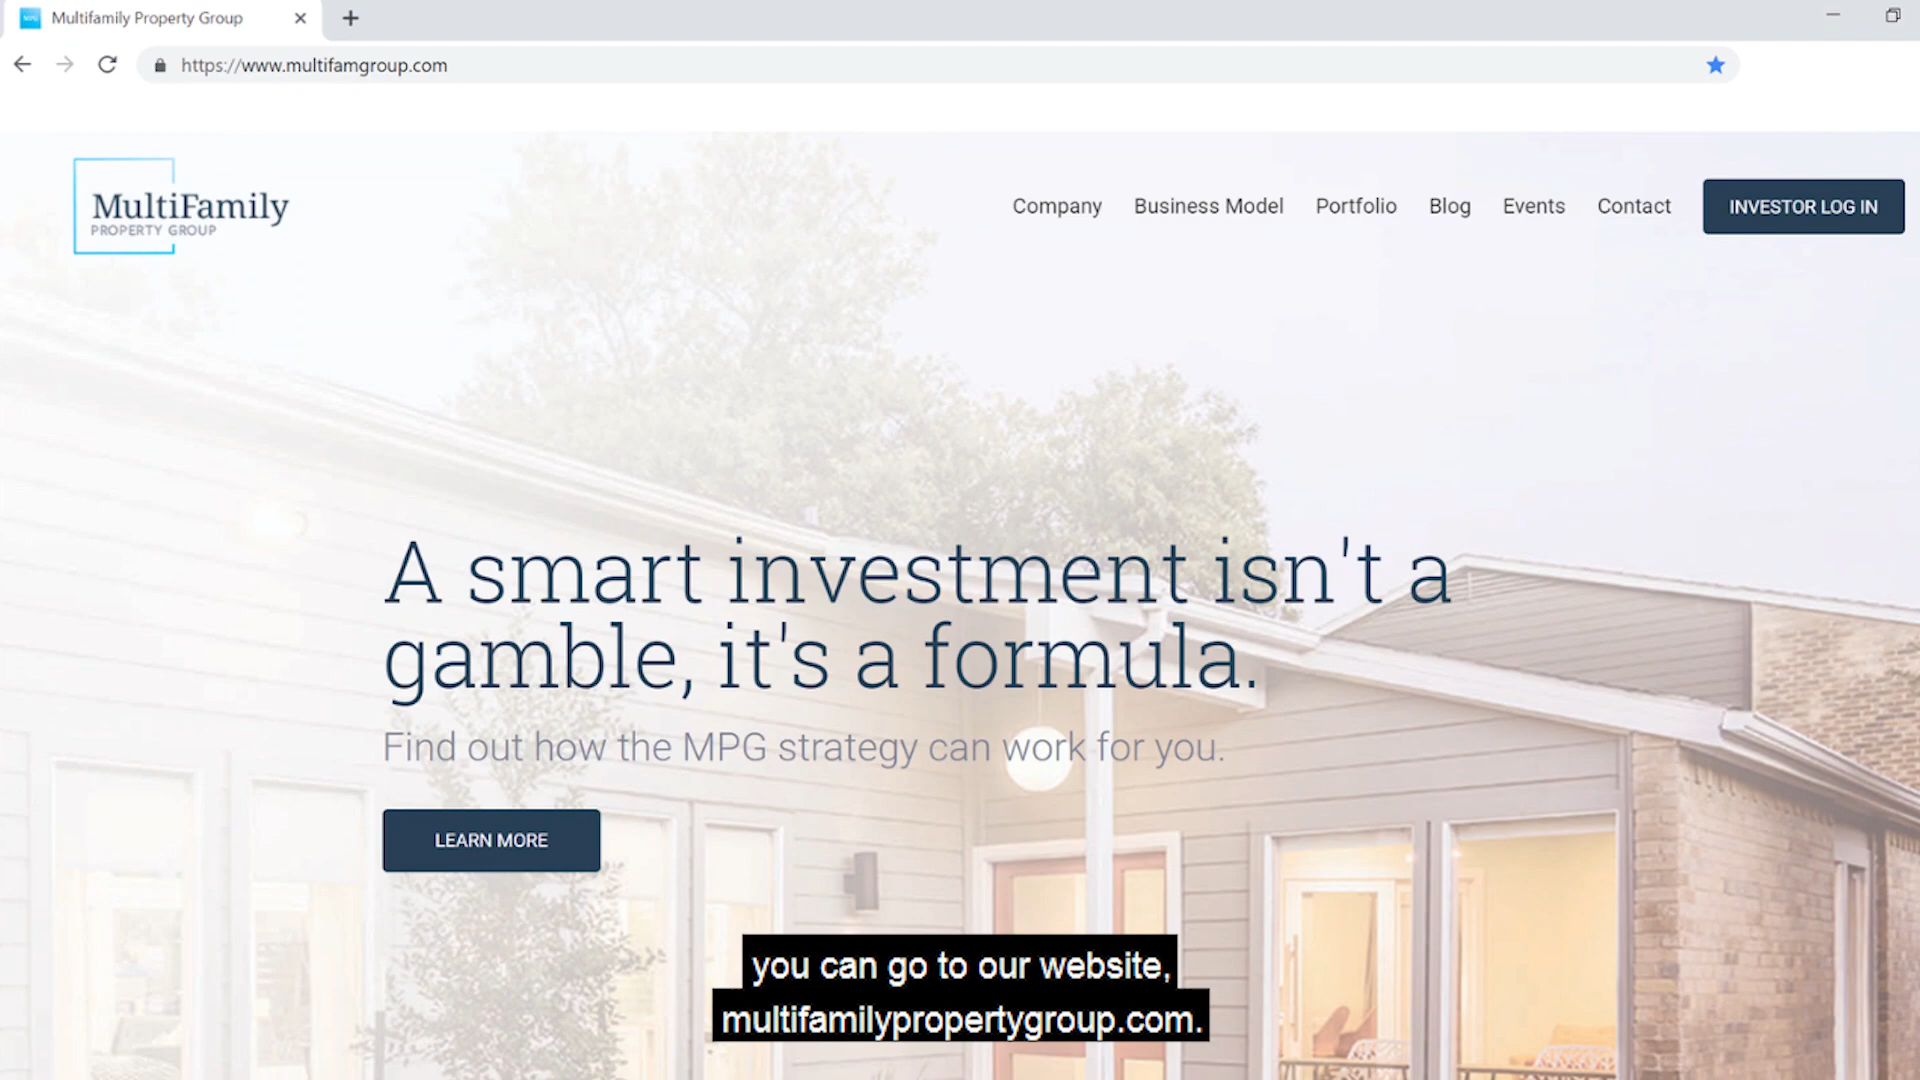 Multifamily Property Group
https://www.multifamgroup.com
MultiFamily
PROPERTY GROUP
Company Business Model Portfolio Blog Events Contact INVESTOR LOG IN
A smart investment isn't a
gamble, it's a formula.
Find out how the MPG strategy can work for you.
LEARN MORE
you can go to our website,
multifamilypropertygroup.com.